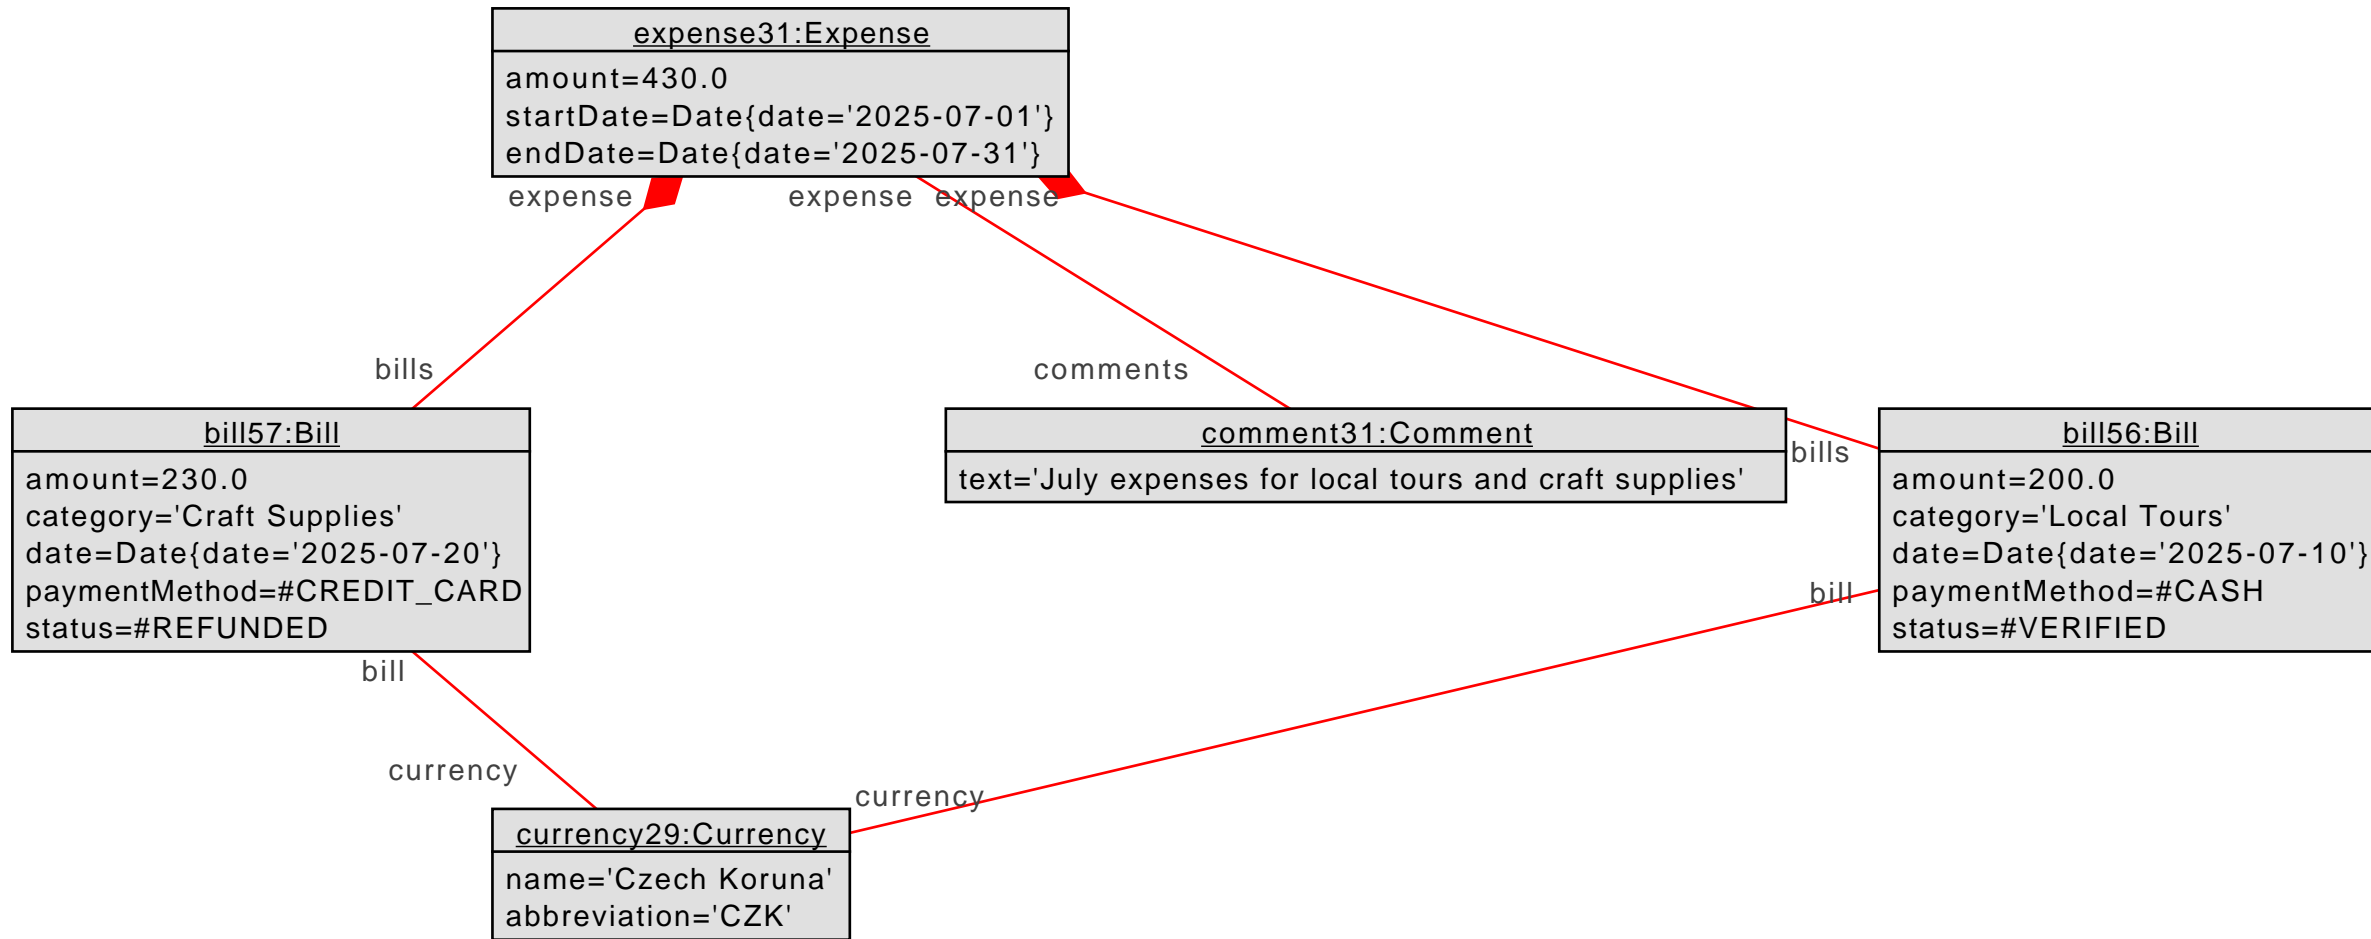 expense31:Expense
amount=430.0
startDate=Date{date='2025-07-01'}
endDate=Date{date='2025-07-31'}
expense
expense
expense
bills
comments
bills
bill57:Bill
amount=230.0
category='Craft Supplies'
date=Date{date='2025-07-20'}
paymentMethod=#CREDIT_CARD
status=#REFUNDED
comment31:Comment
text='July expenses for local tours and craft supplies'
bill56:Bill
amount=200.0
category='Local Tours'
date=Date{date='2025-07-10'}
paymentMethod=#CASH
status=#VERIFIED
bill
bill
currency
currency
currency29:Currency
name='Czech Koruna'
abbreviation='CZK'